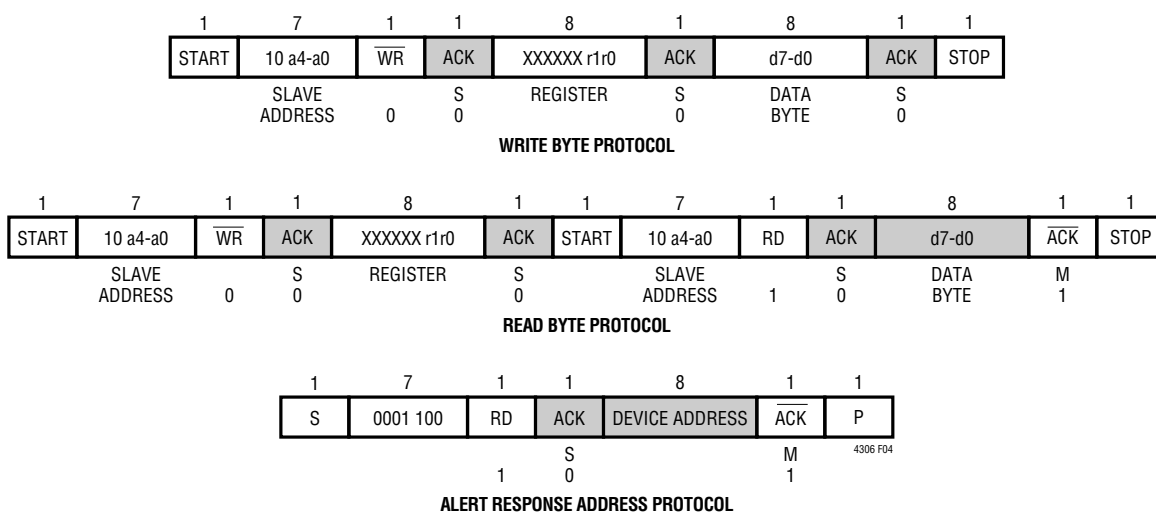 1 7 1 1 8 1 8 1 1
START 10 a4-a0 WR ACK XXXXXX r1r0 ACK d7-d0 ACK STOP
SLAVE S REGISTER S DATA S
ADDRESS 0 0 0 BYTE 0
WRITE BYTE PROTOCOL
1 7 1 1 8 1 1 7 1 1 8 1 1
START 10 a4-a0 WR ACK XXXXXX r1r0 ACK START 10 a4-a0 RD ACK d7-d0 ACK STOP
SLAVE S REGISTER S SLAVE S DATA M
ADDRESS 0 0 0 ADDRESS 1 0 BYTE 1
READ BYTE PROTOCOL
1 7 1 1 8 1 1
S 0001 100 RD ACK DEVICE ADDRESS ACK P
S M 4306 F04
1 0 1
ALERT RESPONSE ADDRESS PROTOCOL